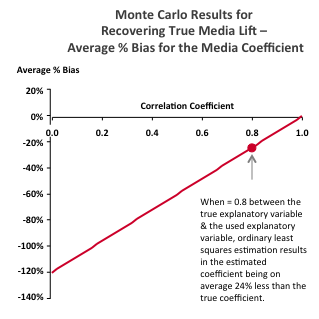 Monte Carlo Results for
Recovering True Media Lift –
Average % Bias for the Media Coefficient
Average % Bias
20%
Correlation Coefficient
0%
0.0 0.2 0.4 0.6 0.8 1.0
-20%
-40%
-60%
-80%
-100%
-120%
-140%
When = 0.8 between the
true explanatory variable
& the used explanatory
variable, ordinary least
squares estimation results
in the estimated
coefficient being on
average 24% less than the
true coefficient.